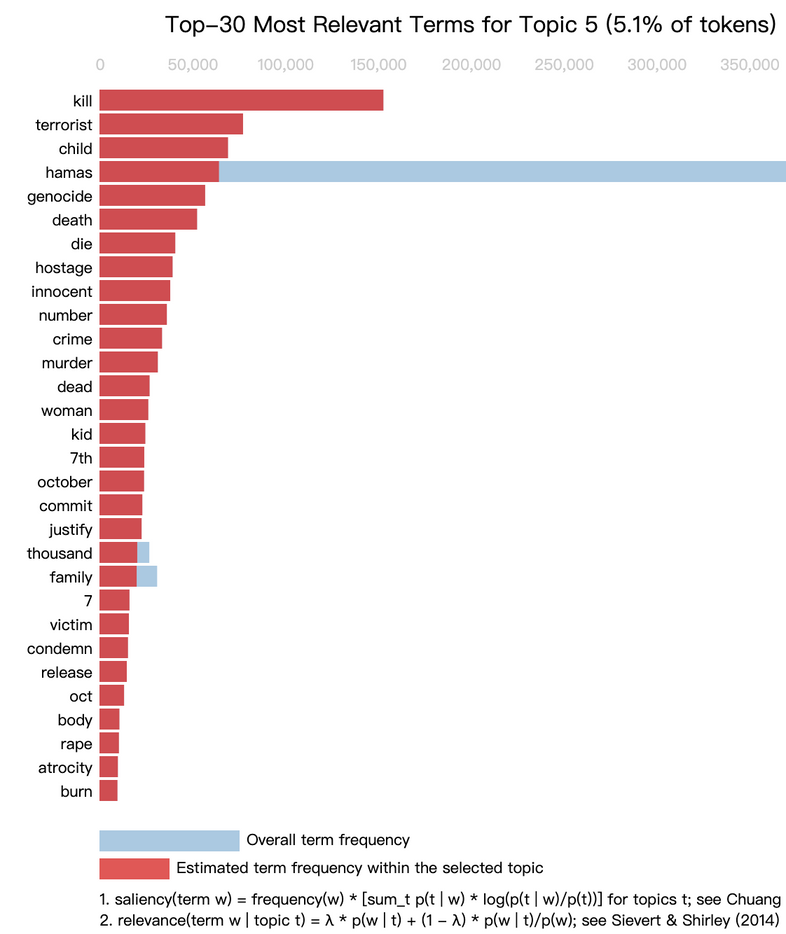 Top-30 Most Relevant Terms for Topic 5 (5.1% of tokens)
0 50,000 100,000 150,000 200,000 250,000 300,000 350,000
kill
terrorist
child
hamas
genocide
death
die
hostage
innocent
number
crime
murder
dead
woman
kid
7th
october
commit
justify
thousand
family
7
victim
condemn
release
oct
body
rape
atrocity
burn
Overall term frequency
Estimated term frequency within the selected topic
1. saliency(term w) = frequency(w) * [sum_t p(t | w) * log(p(t | w)/p(t))] for topics t; see Chuang
2. relevance(term w | topic t) = λ * p(w | t) + (1 - λ) * p(w | t)/p(w); see Sievert & Shirley (2014)